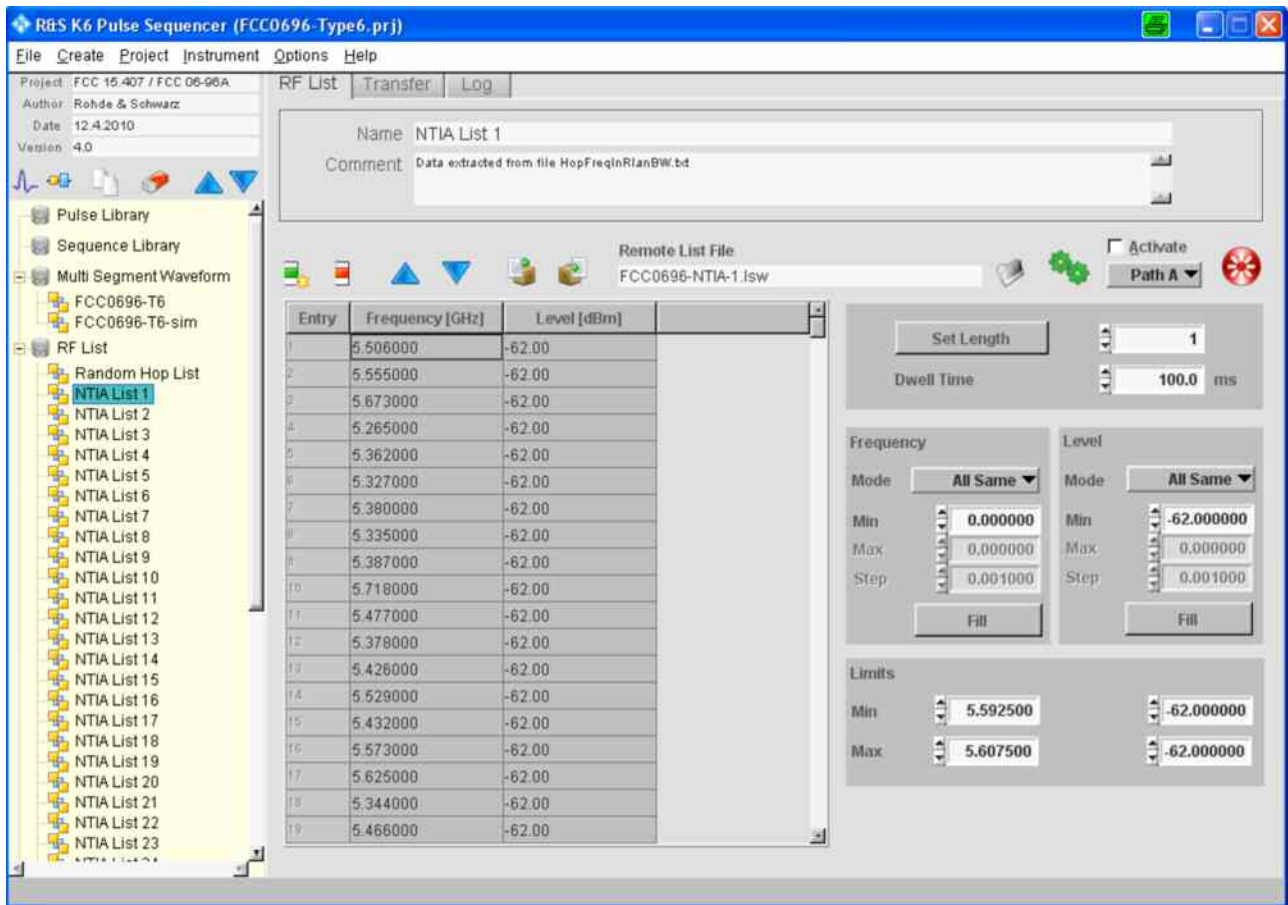 R&S K6 Pulse Sequencer (FCC0696-Type6.prj)
File Create Project Instrument Options Help
Project FCC 15.407 / FCC 06-96A
Author Rohde & Schwarz
Date 12.4.2010
Version 4.0
Pulse Library
Sequence Library
Multi Segment Waveform
FCC0696-T6
FCC0696-T6-sim
RF List
Random Hop List
NTIA List 1
NTIA List 2
NTIA List 3
NTIA List 4
NTIA List 5
NTIA List 6
NTIA List 7
NTIA List 8
NTIA List 9
NTIA List 10
NTIA List 11
NTIA List 12
NTIA List 13
NTIA List 14
NTIA List 15
NTIA List 16
NTIA List 17
NTIA List 18
NTIA List 19
NTIA List 20
NTIA List 21
NTIA List 22
NTIA List 23
RF List Transfer Log
Name NTIA List 1
Comment Data extracted from file HopFreqInRlanBW.txt
Remote List File
FCC0696-NTIA-1.lsw
Activate
Path A
Entry Frequency [GHz] Level [dBm]
1 5.506000 -62.00
2 5.555000 -62.00
3 5.673000 -62.00
4 5.265000 -62.00
5 5.362000 -62.00
6 5.327000 -62.00
7 5.380000 -62.00
8 5.335000 -62.00
9 5.387000 -62.00
10 5.718000 -62.00
11 5.477000 -62.00
12 5.378000 -62.00
13 5.426000 -62.00
14 5.529000 -62.00
15 5.432000 -62.00
16 5.573000 -62.00
17 5.625000 -62.00
18 5.344000 -62.00
19 5.466000 -62.00
Set Length 1
Dwell Time 100.0 ms
Frequency
Mode All Same
Min 0.000000
Max 0.000000
Step 0.001000
Fill
Level
Mode All Same
Min -62.000000
Max 0.000000
Step 0.001000
Fill
Limits
Min 5.592500 -62.000000
Max 5.607500 -62.000000